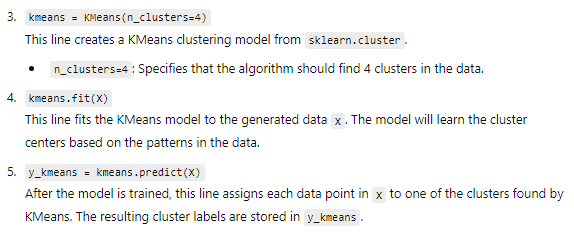 3. kmeans = KMeans(n_clusters=4)
This line creates a KMeans clustering model from sklearn.cluster.
• n_clusters=4: Specifies that the algorithm should find 4 clusters in the data.
4. kmeans.fit(X)
This line fits the KMeans model to the generated data X. The model will learn the cluster
centers based on the patterns in the data.
5. y_kmeans = kmeans.predict(X)
After the model is trained, this line assigns each data point in X to one of the clusters found by
KMeans. The resulting cluster labels are stored in y_kmeans.